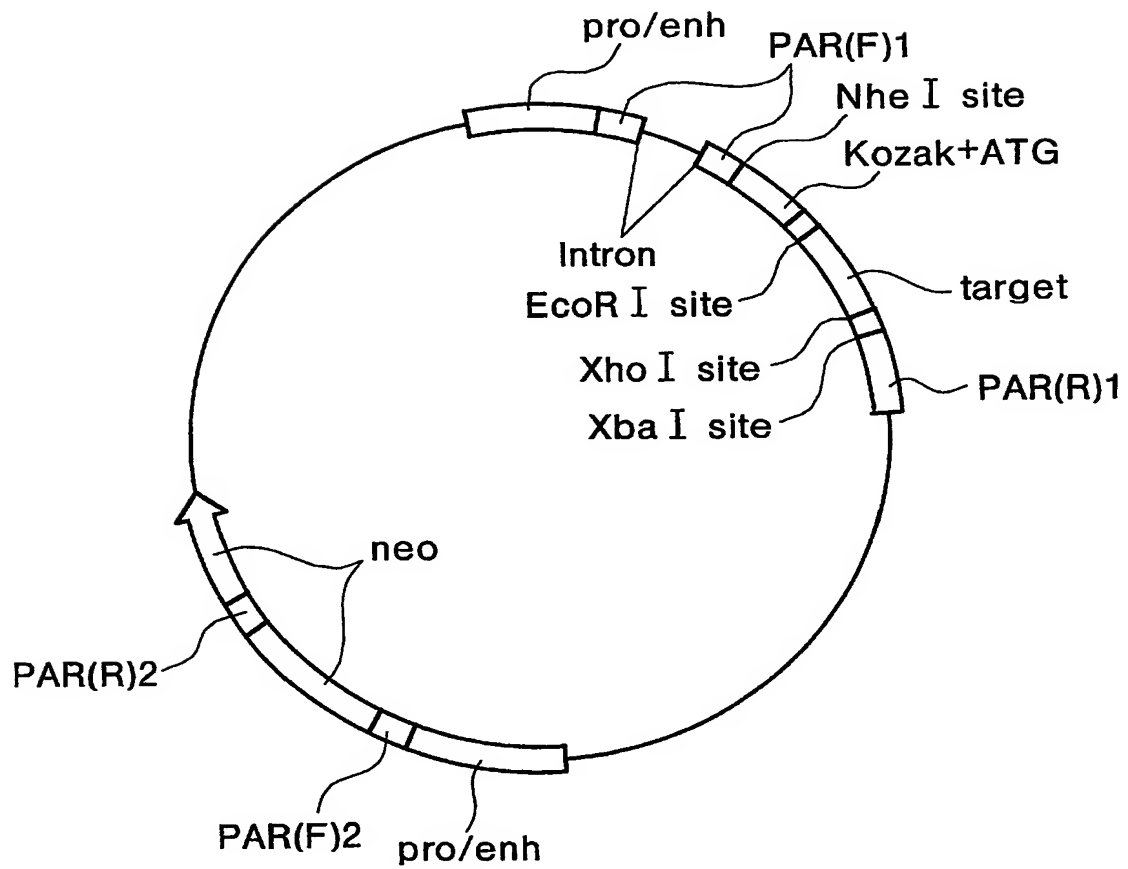 pro/enh
PAR(F)1
Nhe I site
Kozak+ATG
Intron
EcoR I site
target
Xho I site
PAR(R)1
Xba I site
neo
PAR(R)2
PAR(F)2
pro/enh